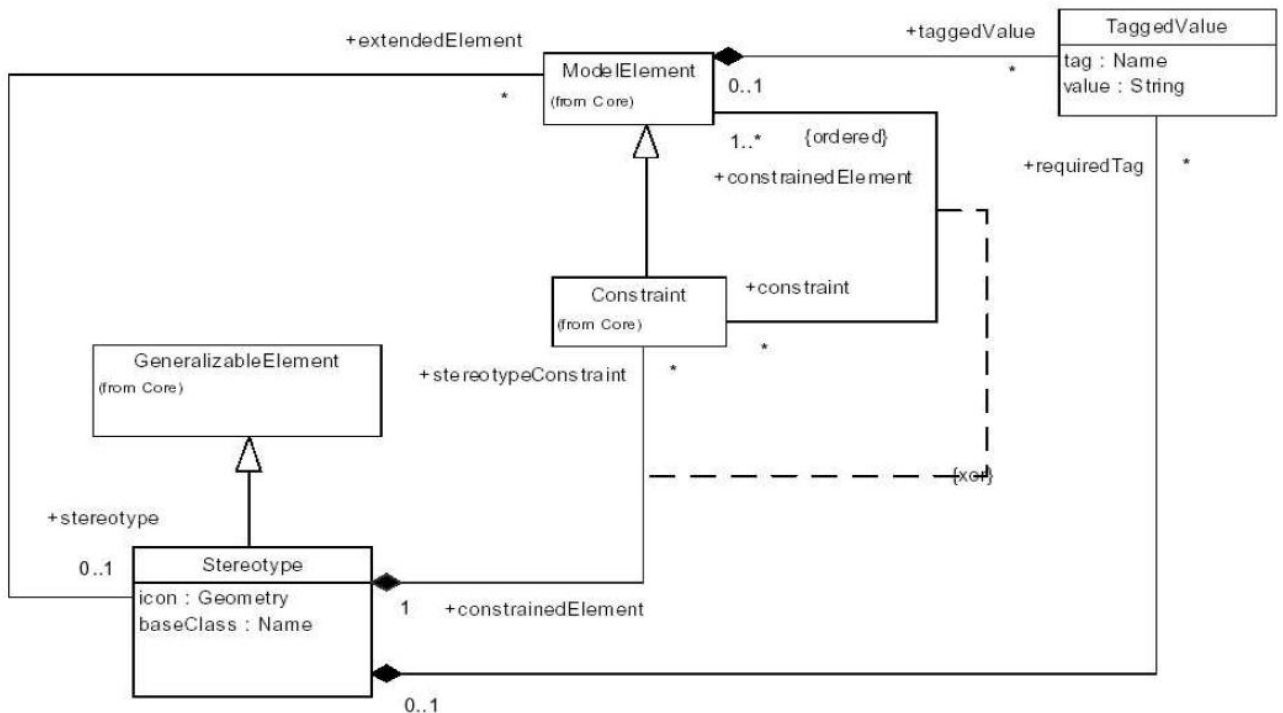 +extendedElement
*
ModelElement
(from Core)
+taggedValue
*
0..1
TaggedValue
tag : Name
value : String
1..*
{ordered}
+constrainedElement
+requiredTag
*
Constraint
(from Core)
+constraint
*
GeneralizableElement
(from Core)
+stereotypeConstraint
*
{xor}
+stereotype
0..1
Stereotype
icon : Geometry
baseClass : Name
1
+constrainedElement
0..1